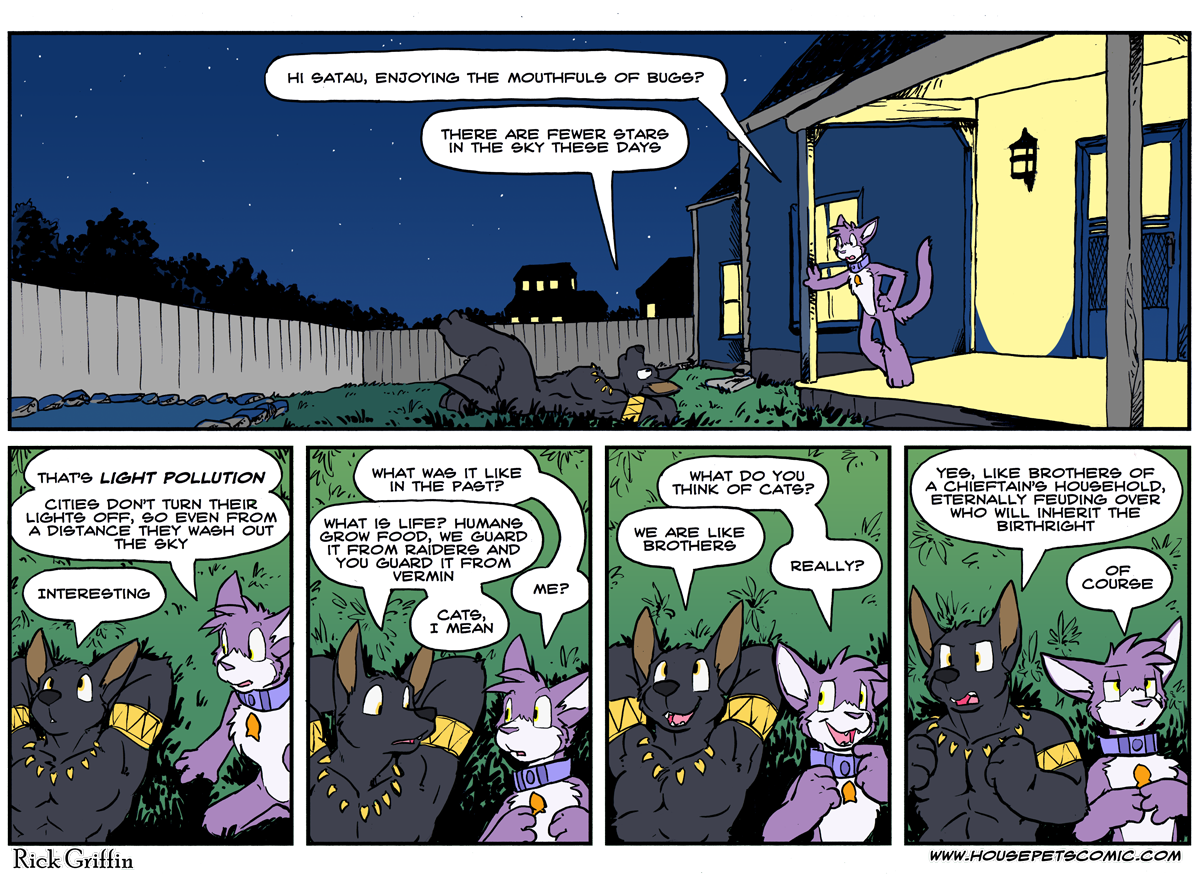 HI SATAU, ENJOYING THE MOUTHFULS OF BUGS?
THERE ARE FEWER STARS
IN THE SKY THESE DAYS
THAT'S LIGHT POLLUTION
CITIES DON'T TURN THEIR
LIGHTS OFF, SO EVEN FROM
A DISTANCE THEY WASH OUT
THE SKY
INTERESTING
WHAT WAS IT LIKE
IN THE PAST?
WHAT IS LIFE? HUMANS
GROW FOOD, WE GUARD
IT FROM RAIDERS AND
YOU GUARD IT FROM
VERMIN
ME?
CATS,
I MEAN
WHAT DO YOU
THINK OF CATS?
WE ARE LIKE
BROTHERS
REALLY?
YES, LIKE BROTHERS OF
A CHIEFTAIN'S HOUSEHOLD,
ETERNALLY FEUDING OVER
WHO WILL INHERIT THE
BIRTHRIGHT
OF
COURSE
Rick Griffin
WWW.HOUSEPETSCOMIC.COM